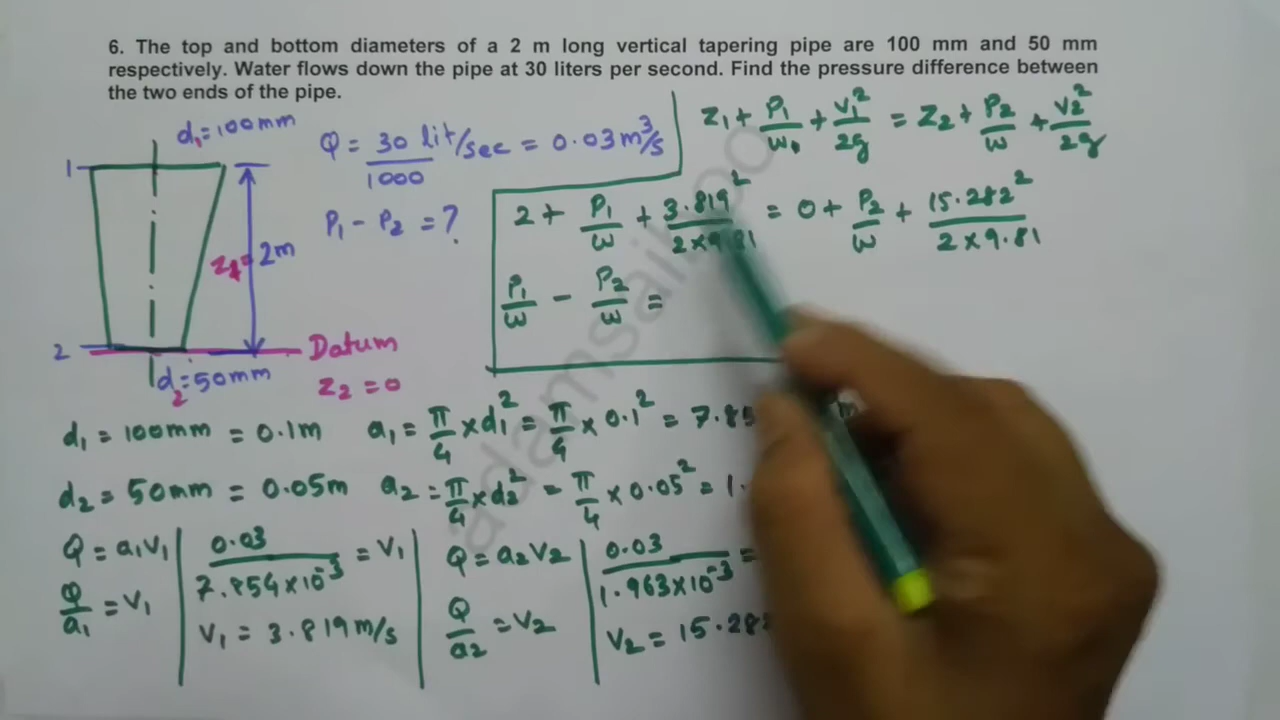 6. The top and bottom diameters of a 2 m long vertical tapering pipe are 100 mm and 50 mm
respectively. Water flows down the pipe at 30 liters per second. Find the pressure difference between
the two ends of the pipe.
d₁=100mm
1
Z₁=2m
2
d₂=50mm
Datum
Z₂=0
Q = 30/1000 lit/sec = 0.03 m³/s
P₁ - P₂ = ?
Z₁ + P₁/w + V₁²/2g = Z₂ + P₂/w + V₂²/2g
2 + P₁/w + 3.819²/2×9.81 = 0 + P₂/w + 15.282²/2×9.81
P₁/w - P₂/w =
d₁ = 100mm = 0.1m a₁ = π/4 × d₁² = π/4 × 0.1² = 7.85
d₂ = 50mm = 0.05m a₂ = π/4 × d₂² = π/4 × 0.05² = 1.
Q = a₁V₁
Q/a₁ = V₁
0.03/7.854×10⁻³ = V₁
V₁ = 3.819 m/s
Q = a₂V₂
Q/a₂ = V₂
0.03/1.963×10⁻³ =
V₂ = 15.28